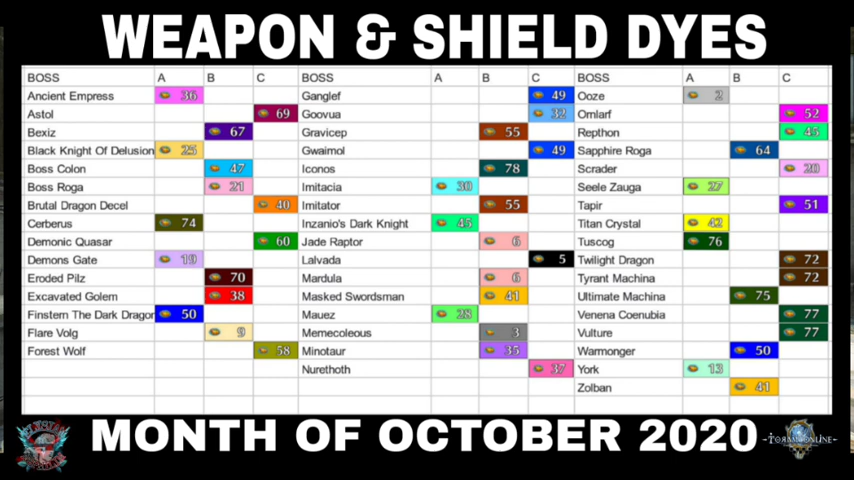 WEAPON & SHIELD DYES
BOSS A B C BOSS A B C BOSS A B C
Ancient Empress 36 Ganglef 49 Ooze 2
Astol 69 Goovua 32 Omlarf 52
Bexiz 67 Gravicep 55 Repthon 45
Black Knight Of Delusion 25 Gwaimol 49 Sapphire Roga 64
Boss Colon 47 Iconos 78 Scrader 20
Boss Roga 21 Imitacia 30 Seele Zauga 27
Brutal Dragon Decel 40 Imitator 55 Tapir 51
Cerberus 74 Inzanio's Dark Knight 45 Titan Crystal 42
Demonic Quasar 60 Jade Raptor 6 Tuscog 76
Demons Gate 19 Lalvada 5 Twilight Dragon 72
Eroded Pilz 70 Mardula 6 Tyrant Machina 72
Excavated Golem 38 Masked Swordsman 41 Ultimate Machina 75
Finstern The Dark Dragor 50 Mauez 28 Venena Coenubia 77
Flare Volg 9 Memecoleous 3 Vulture 77
Forest Wolf 58 Minotaur 35 Warmonger 50
Nurethoth 37 York 13
Zolban 41
MONTH OF OCTOBER 2020
TORAM ONLINE